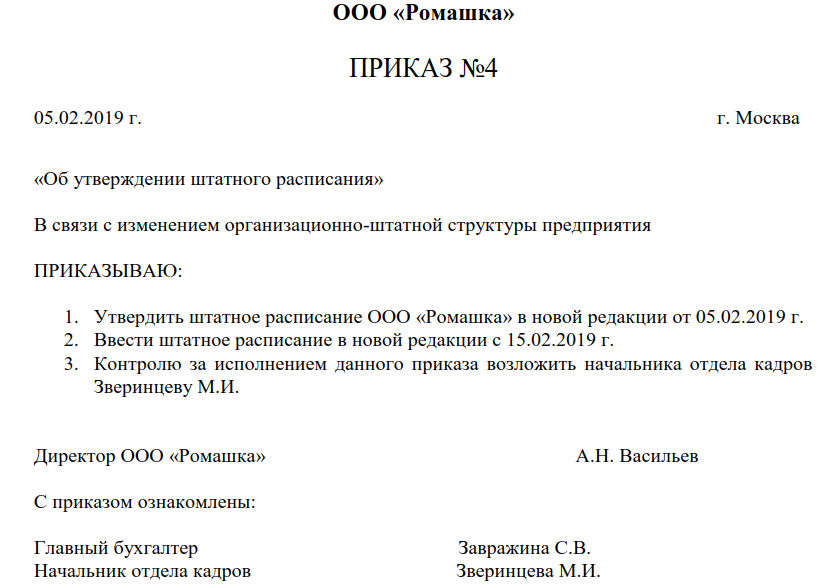 ООО «Ромашка»
ПРИКАЗ №4
05.02.2019 г. г. Москва
«Об утверждении штатного расписания»
В связи с изменением организационно-штатной структуры предприятия
ПРИКАЗЫВАЮ:
1. Утвердить штатное расписание ООО «Ромашка» в новой редакции от 05.02.2019 г.
2. Ввести штатное расписание в новой редакции с 15.02.2019 г.
3. Контролю за исполнением данного приказа возложить начальника отдела кадров
Зверинцеву М.И.
Директор ООО «Ромашка» А.Н. Васильев
С приказом ознакомлены:
Главный бухгалтер Завражина С.В.
Начальник отдела кадров Зверинцева М.И.